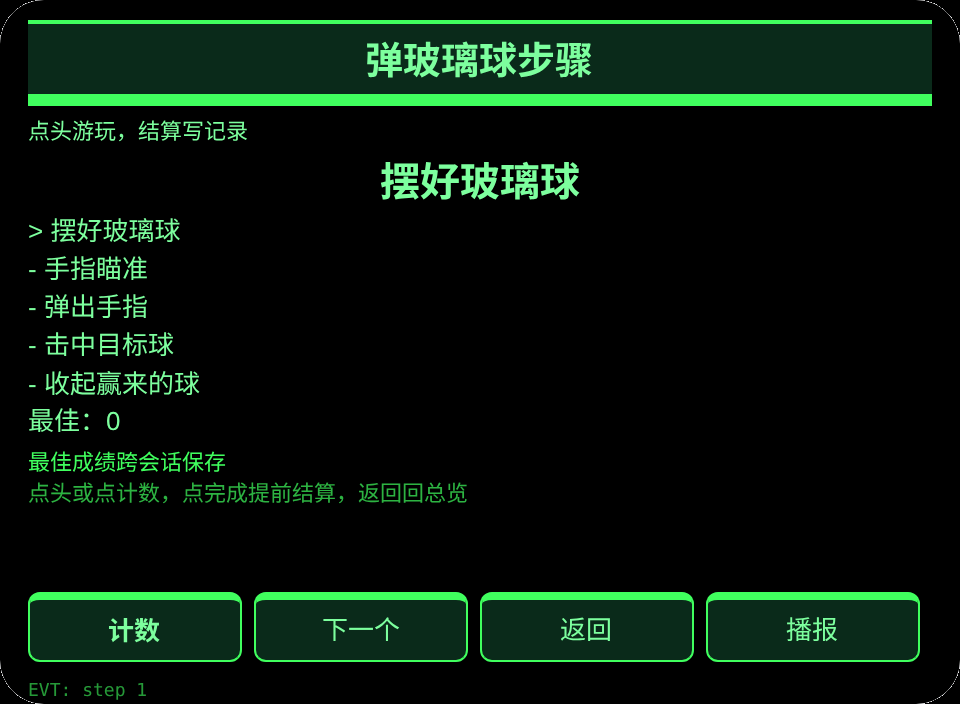 弹玻璃球步骤
点头游玩，结算写记录
摆好玻璃球
> 摆好玻璃球
- 手指瞄准
- 弹出手指
- 击中目标球
- 收起赢来的球
最佳：0
最佳成绩跨会话保存
点头或点计数，点完成提前结算，返回回总览
计数
下一个
返回
播报
EVT: step 1